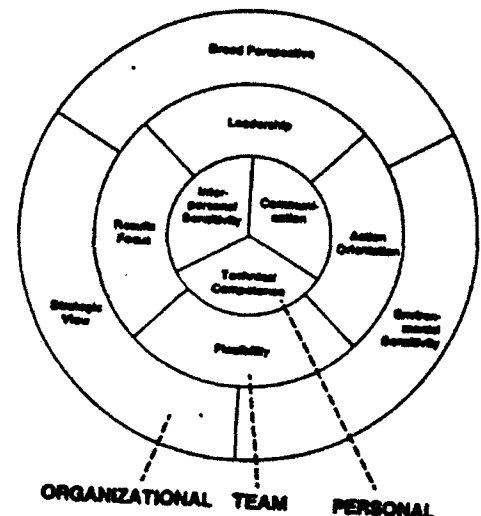 Broad Perspective
Leadership
Inter-
personal
Sensitivity
Communi-
cation
Results
Focus
Action
Orientation
Technical
Competence
Strategic
View
Environ-
mental
Sensitivity
Flexibility
ORGANIZATIONAL TEAM PERSONAL